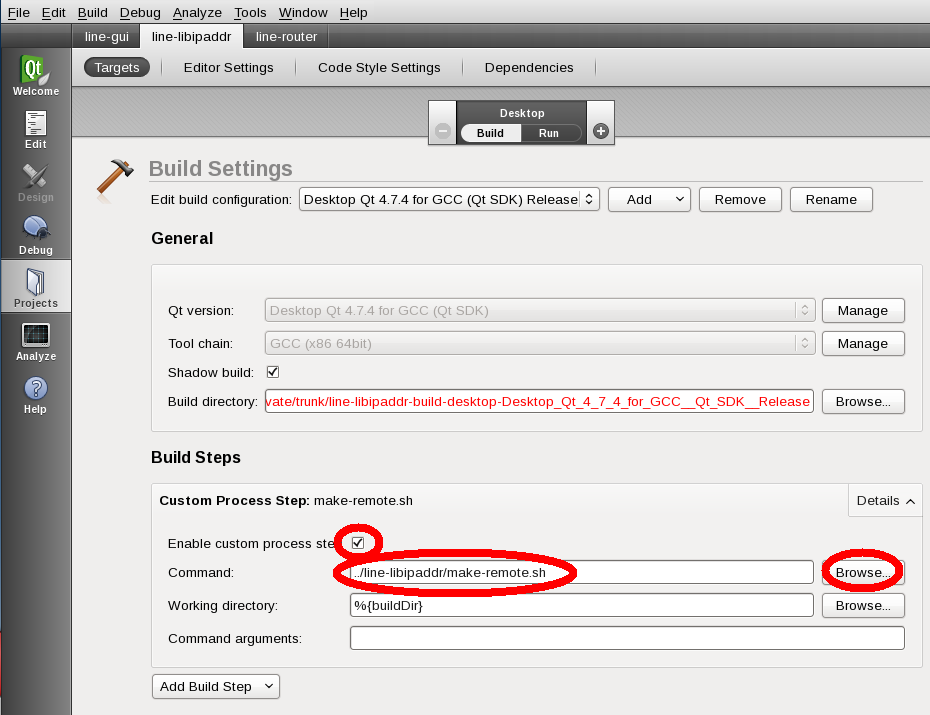 File Edit Build Debug Analyze Tools Window Help
line-gui line-libipaddr line-router
Targets Editor Settings Code Style Settings Dependencies
Qt
Welcome
Edit
Design
Debug
Projects
Analyze
Help
Desktop
Build Run
Build Settings
Edit build configuration: Desktop Qt 4.7.4 for GCC (Qt SDK) Release Add Remove Rename
General
Qt version: Desktop Qt 4.7.4 for GCC (Qt SDK) Manage
Tool chain: GCC (x86 64bit) Manage
Shadow build:
Build directory: vate/trunk/line-libipaddr-build-desktop-Desktop_Qt_4_7_4_for_GCC__Qt_SDK__Release Browse...
Build Steps
Custom Process Step: make-remote.sh Details
Enable custom process ste
Command: ../line-libipaddr/make-remote.sh Browse...
Working directory: %{buildDir} Browse...
Command arguments:
Add Build Step